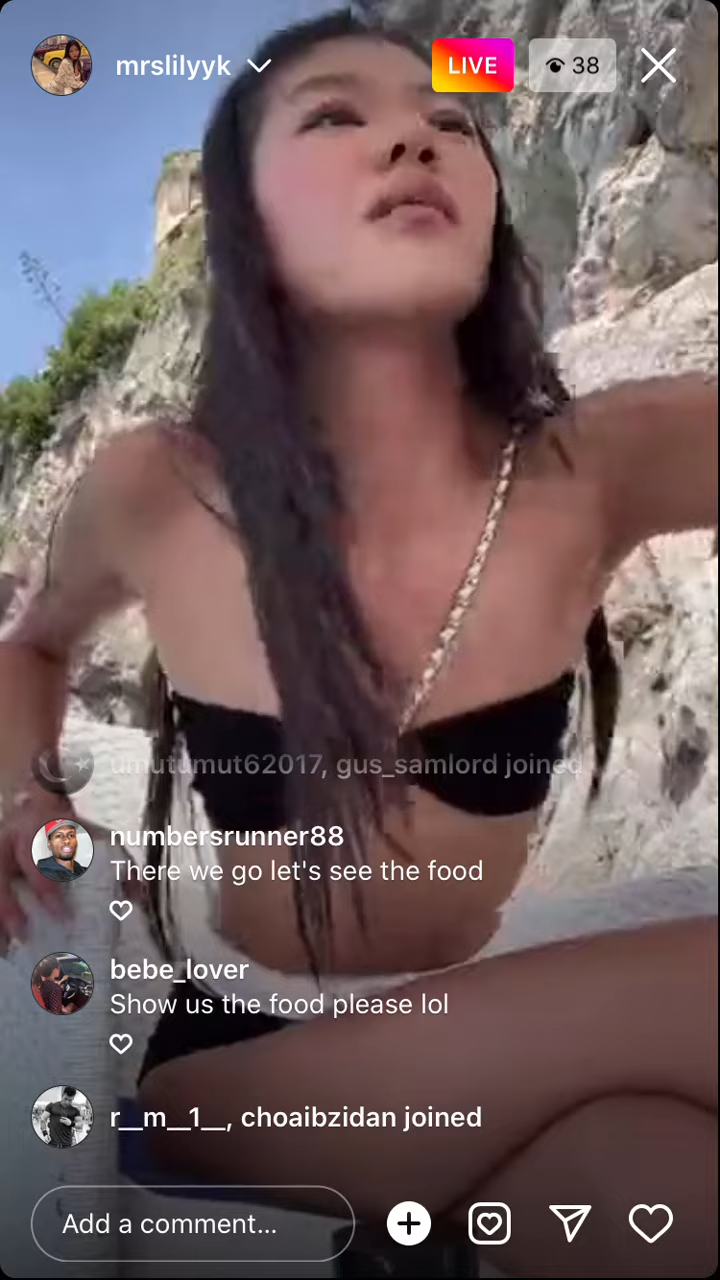 mrslilyyk
LIVE
38
umutumut62017, gus_samlord joined
numbersrunner88
There we go let's see the food
bebe_lover
Show us the food please lol
r__m__1__, choaibzidan joined
Add a comment...